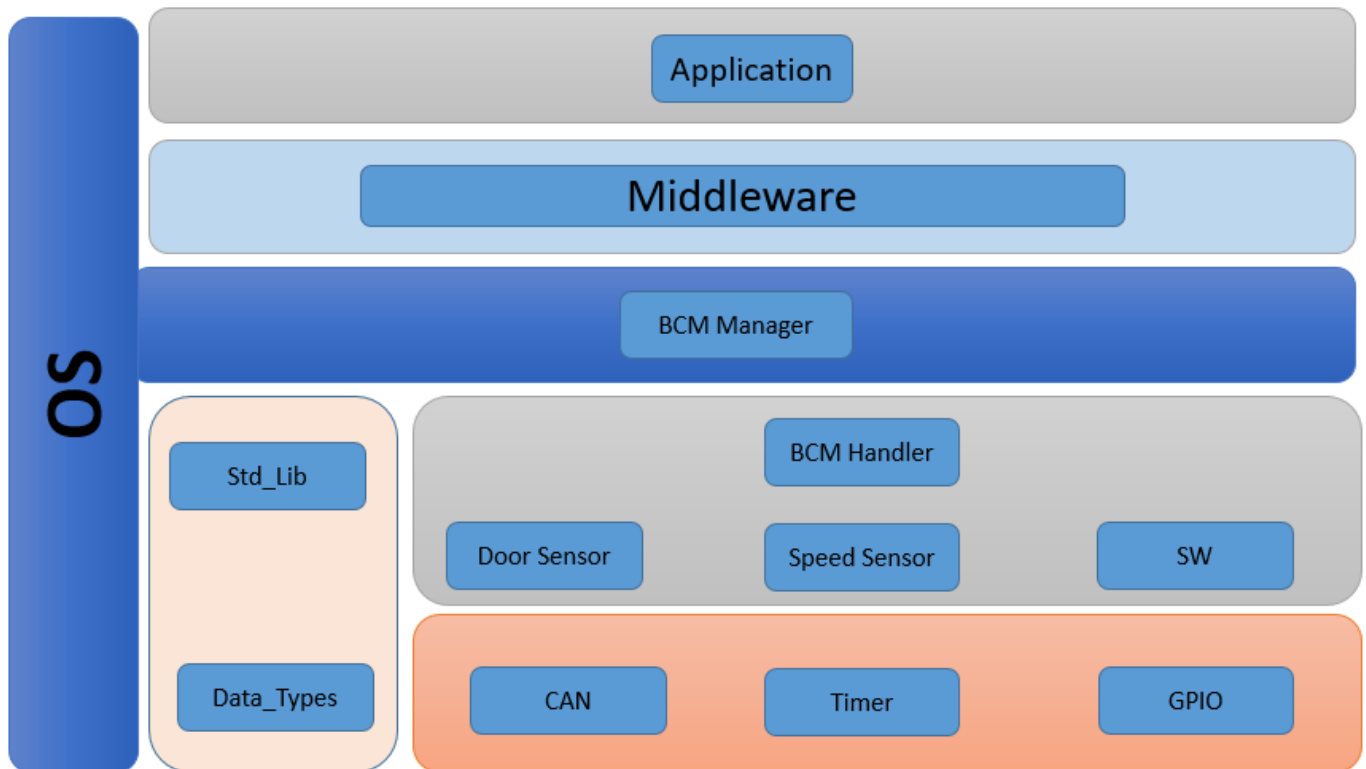 Application
Middleware
BCM Manager
OS
BCM Handler
Std_Lib
Door Sensor
Speed Sensor
SW
Data_Types
CAN
Timer
GPIO